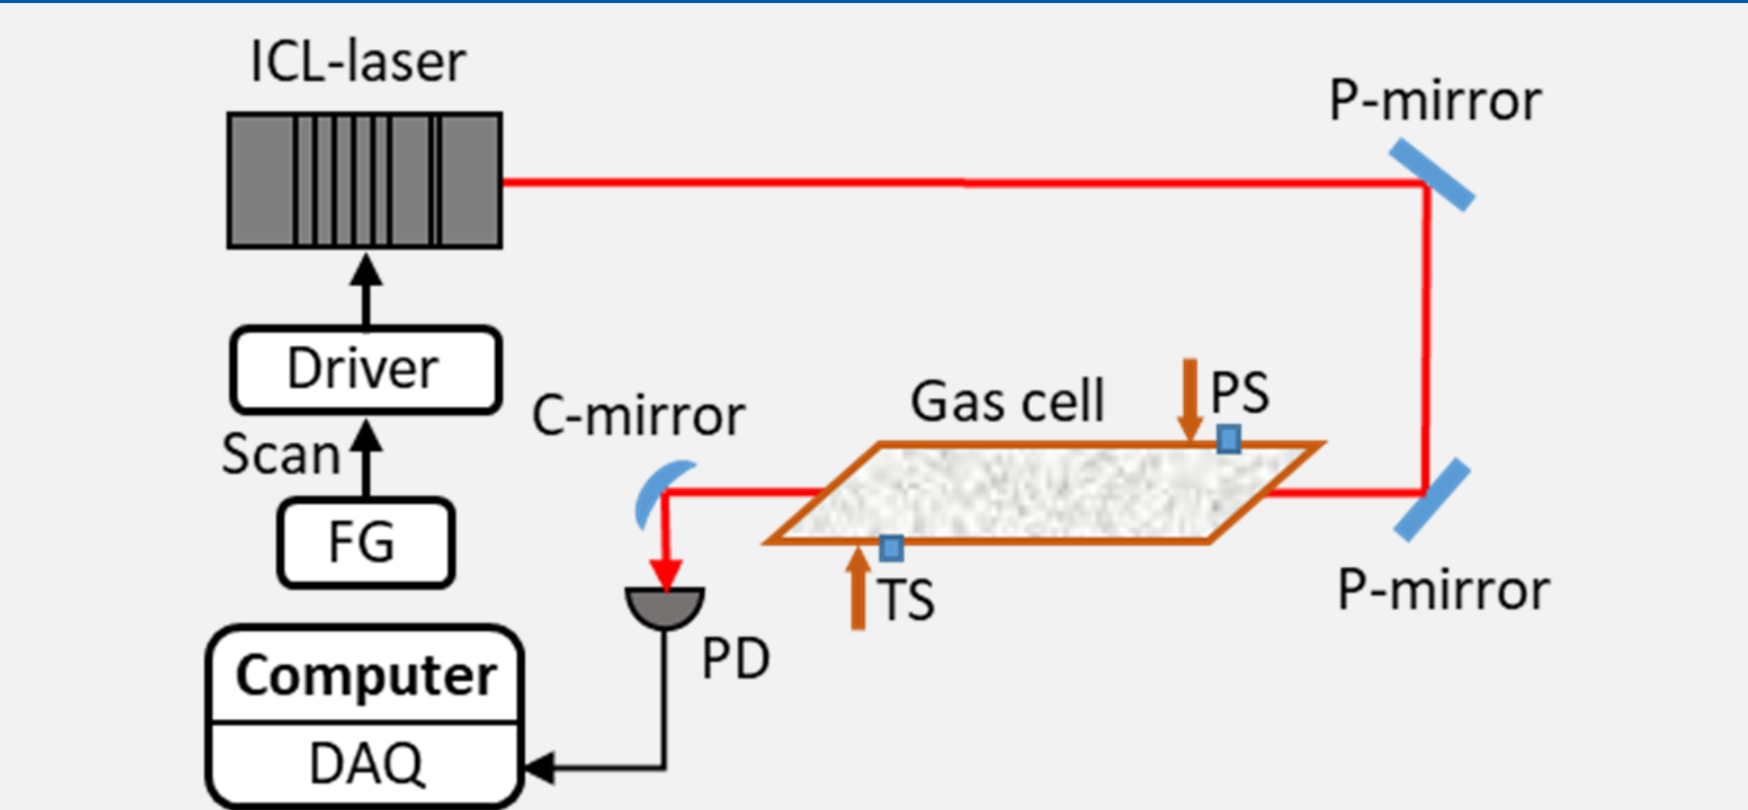 ICL-laser
P-mirror
Driver
Gas cell
PS
C-mirror
Scan
FG
TS
P-mirror
PD
Computer
DAQ